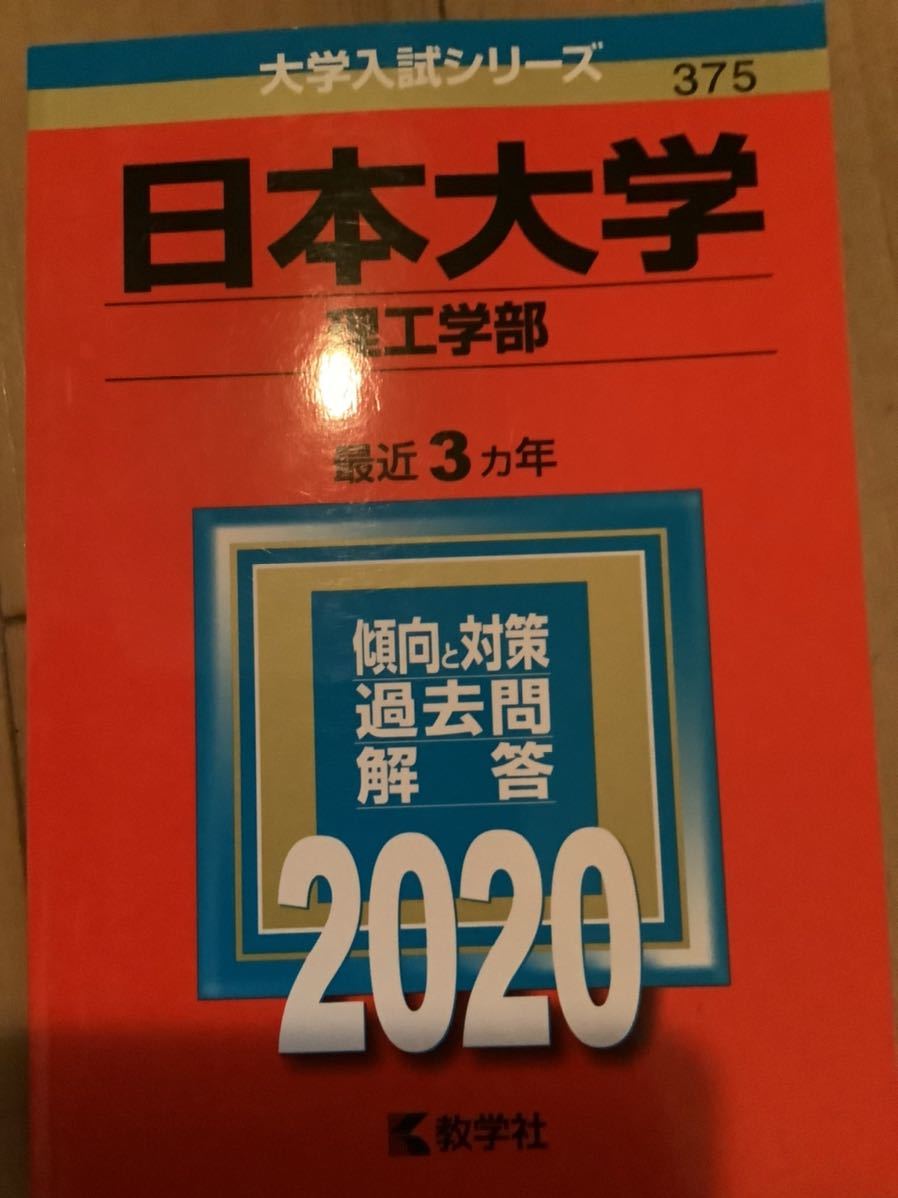 大学入試シリーズ
375
日本大学
理工学部
最近3カ年
傾向と対策
過去問
解答
2020
教学社